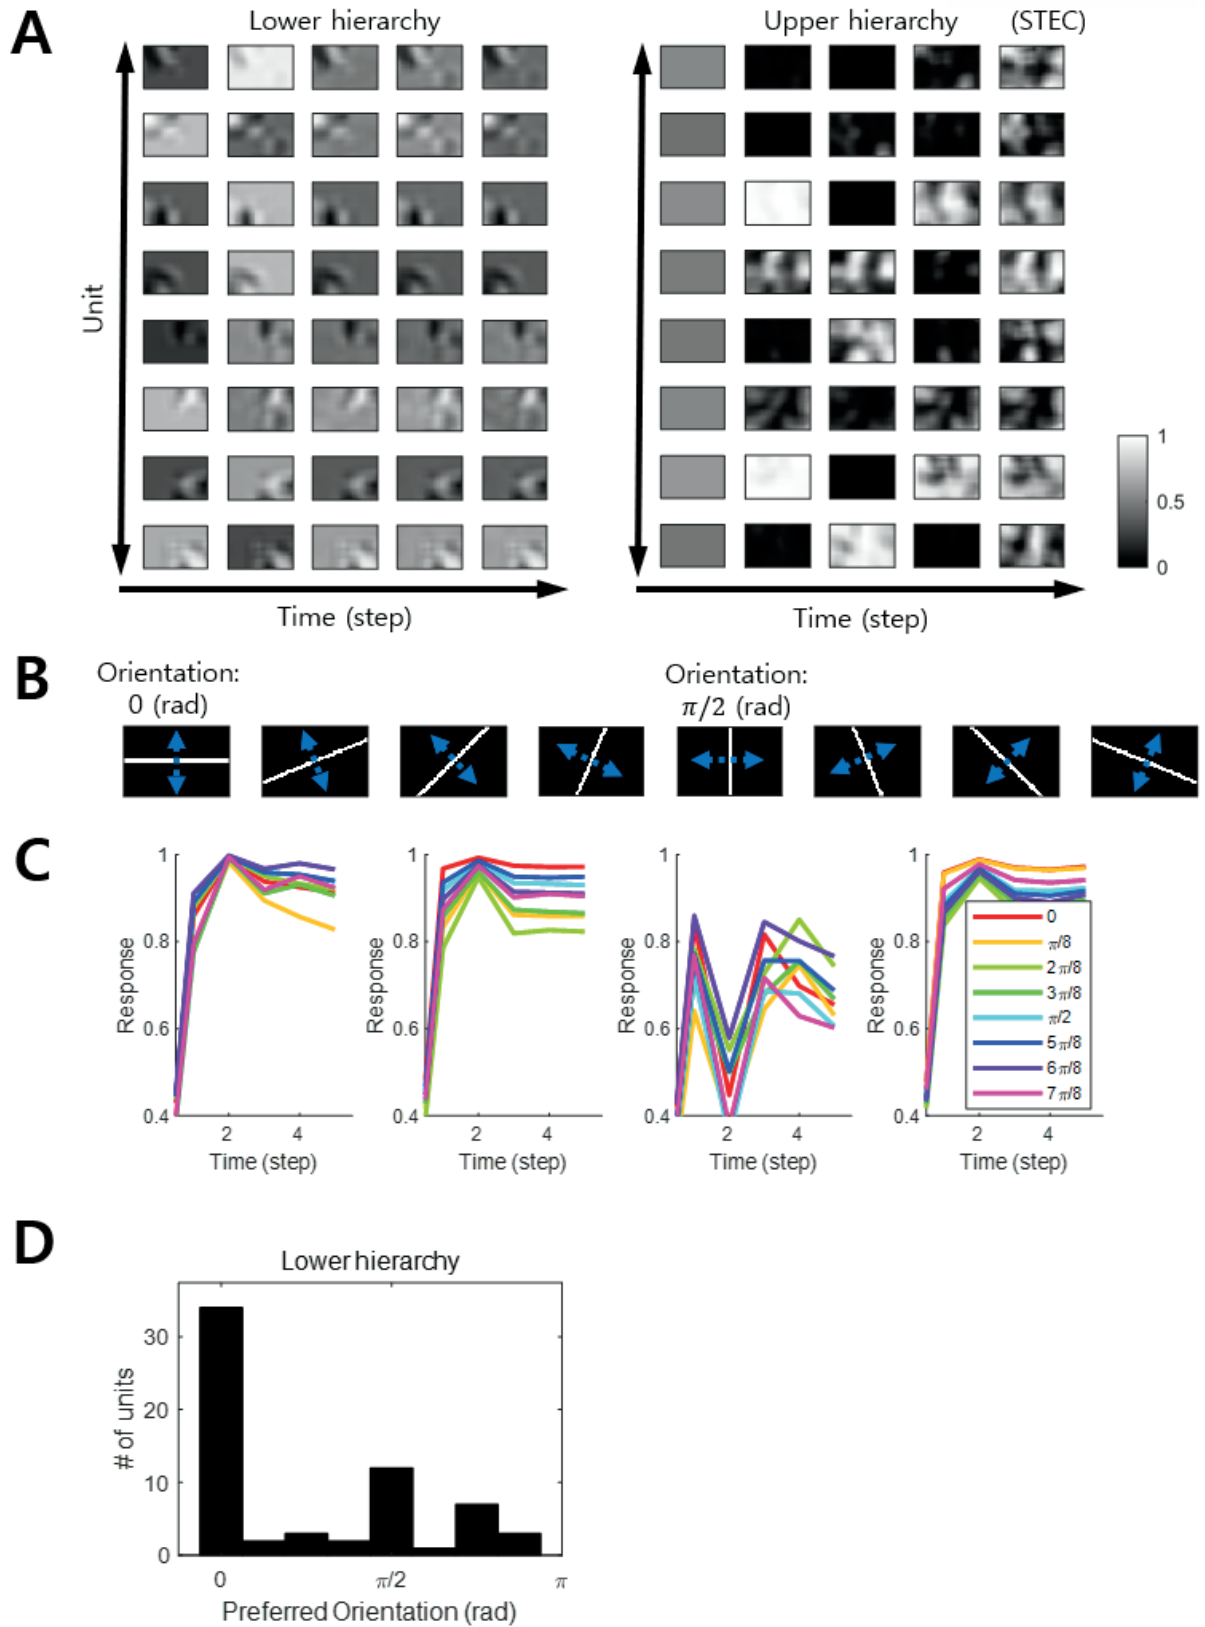 A
Lower hierarchy
Upper hierarchy (STEC)
Unit
1
0.5
0
Time (step)
Time (step)
B
Orientation:
0 (rad)
Orientation:
π/2 (rad)
C
1
0.8
0.6
0.4
Response
2 4
Time (step)
1
0.8
0.6
0.4
Response
2 4
Time (step)
1
0.8
0.6
0.4
Response
2 4
Time (step)
1
0.8
0.6
0.4
Response
2 4
Time (step)
0
π/8
2π/8
3π/8
π/2
5π/8
6π/8
7π/8
D
Lower hierarchy
30
20
10
0
# of units
0 π/2 π
Preferred Orientation (rad)